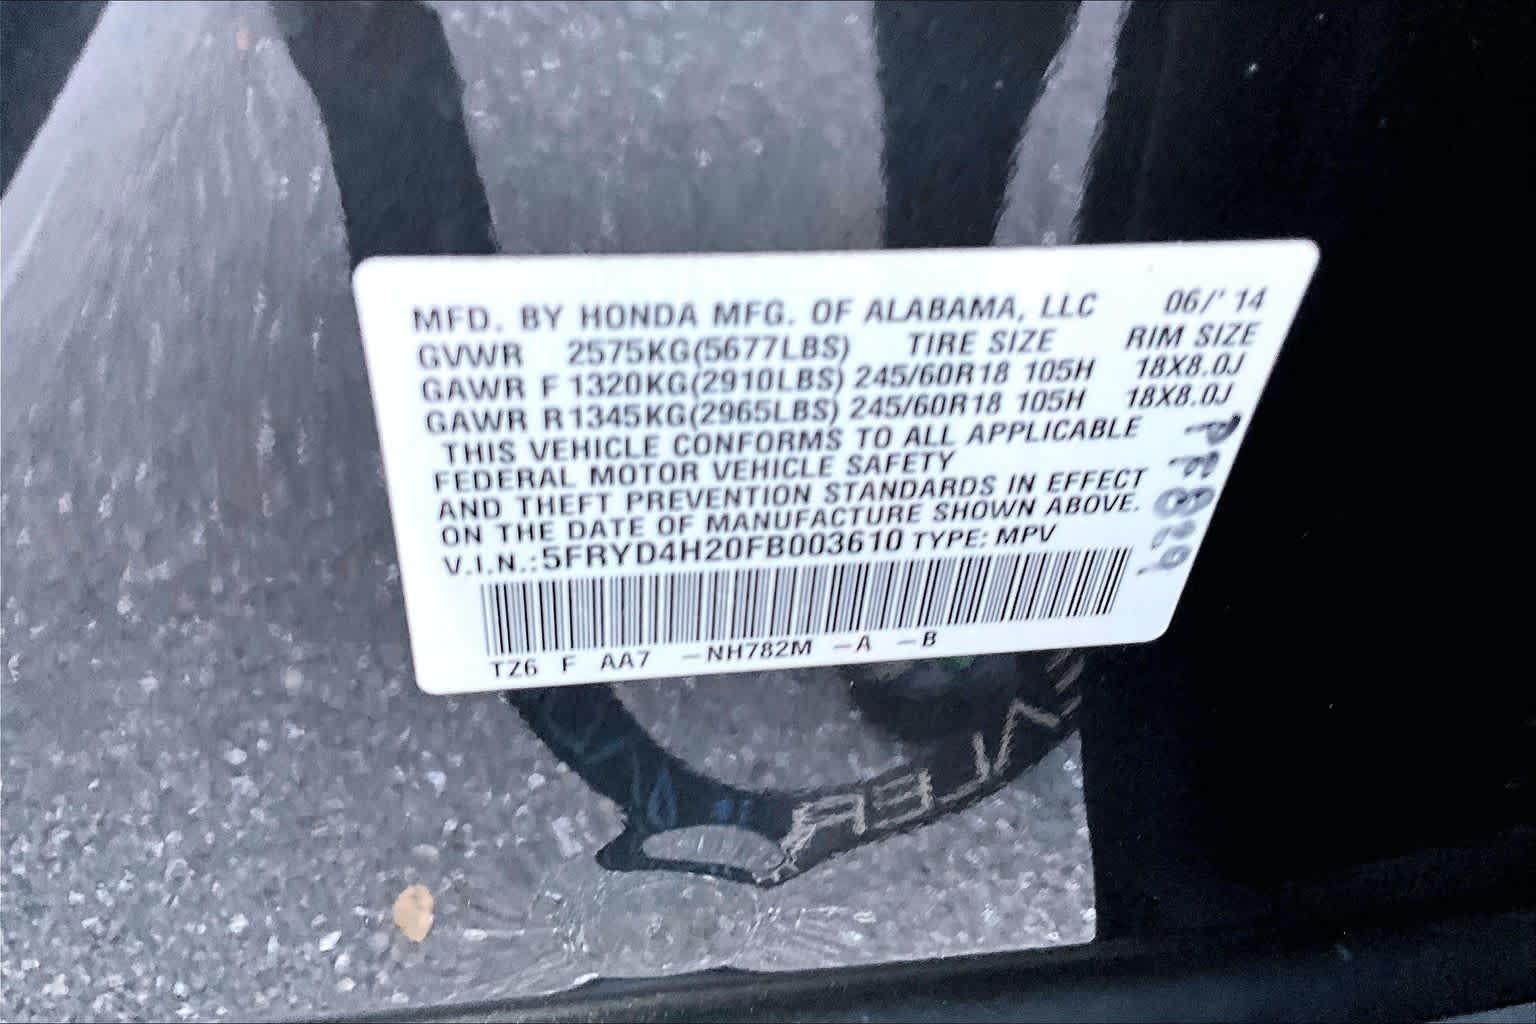 MFD. BY HONDA MFG. OF ALABAMA, LLC 06/'14
GVWR 2575KG(5677LBS) TIRE SIZE RIM SIZE
GAWR F 1320KG(2910LBS) 245/60R18 105H 18X8.0J
GAWR R 1345KG(2965LBS) 245/60R18 105H 18X8.0J
THIS VEHICLE CONFORMS TO ALL APPLICABLE
FEDERAL MOTOR VEHICLE SAFETY
AND THEFT PREVENTION STANDARDS IN EFFECT
ON THE DATE OF MANUFACTURE SHOWN ABOVE.
V.I.N.:5FRYD4H20FB003610 TYPE: MPV
TZ6 F AA7 -NH782M -A -B